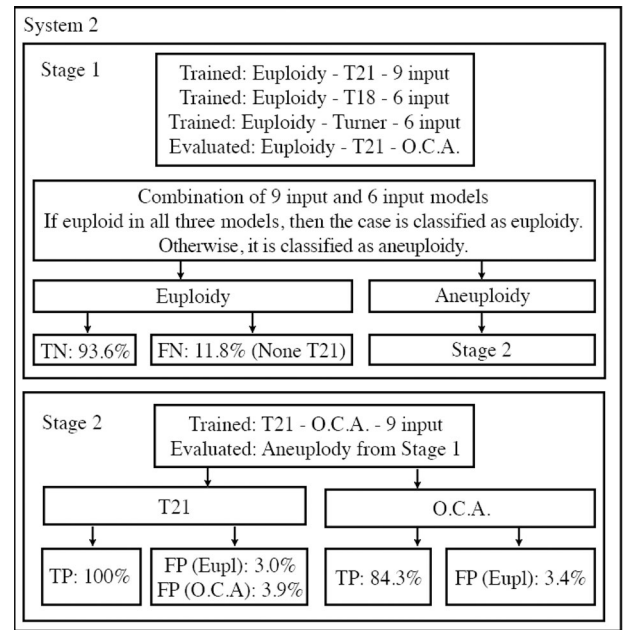 System 2
Stage 1
Trained: Euploidy - T21 - 9 input
Trained: Euploidy - T18 - 6 input
Trained: Euploidy - Turner - 6 input
Evaluated: Euploidy - T21 - O.C.A.
Combination of 9 input and 6 input models
If euploid in all three models, then the case is classified as euploidy.
Otherwise, it is classified as aneuploidy.
Euploidy
Aneuploidy
TN: 93.6%
FN: 11.8% (None T21)
Stage 2
Stage 2
Trained: T21 - O.C.A. - 9 input
Evaluated: Aneuplody from Stage 1
T21
O.C.A.
TP: 100%
FP (Eupl): 3.0%
FP (O.C.A): 3.9%
TP: 84.3%
FP (Eupl): 3.4%